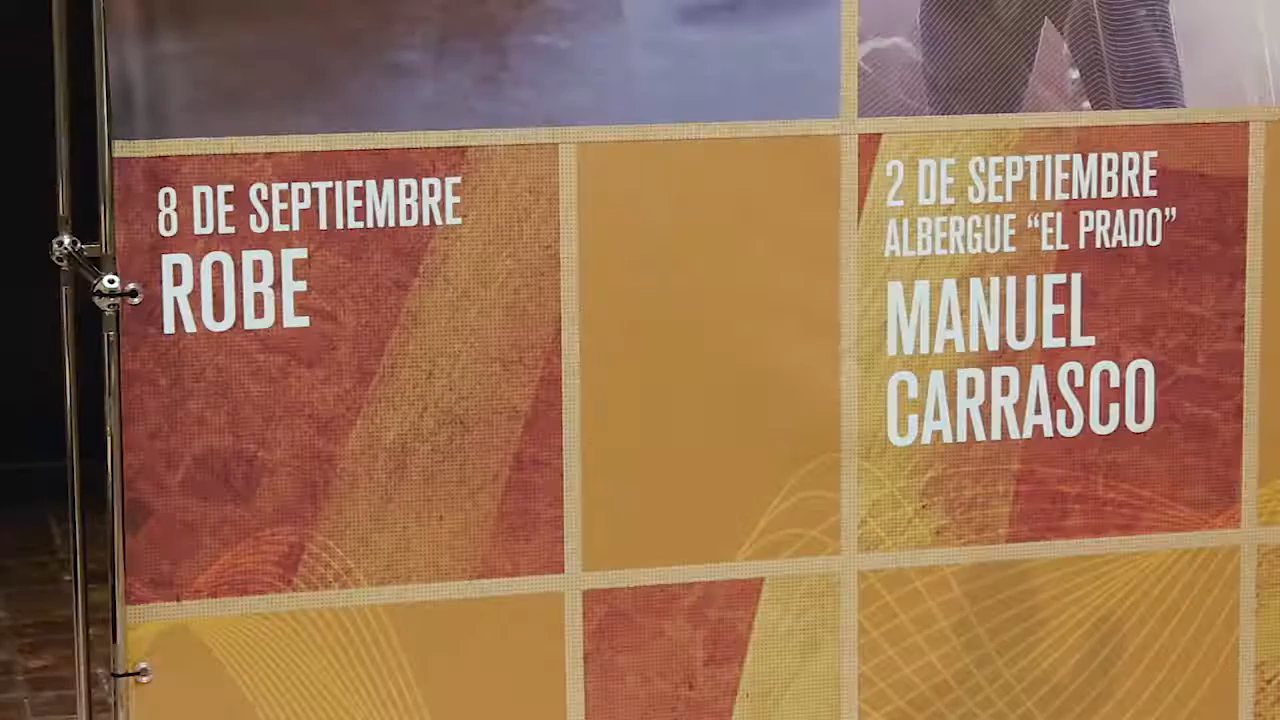 8 DE SEPTIEMBRE
ROBE
2 DE SEPTIEMBRE
ALBERGUE “EL PRADO”
MANUEL
CARRASCO